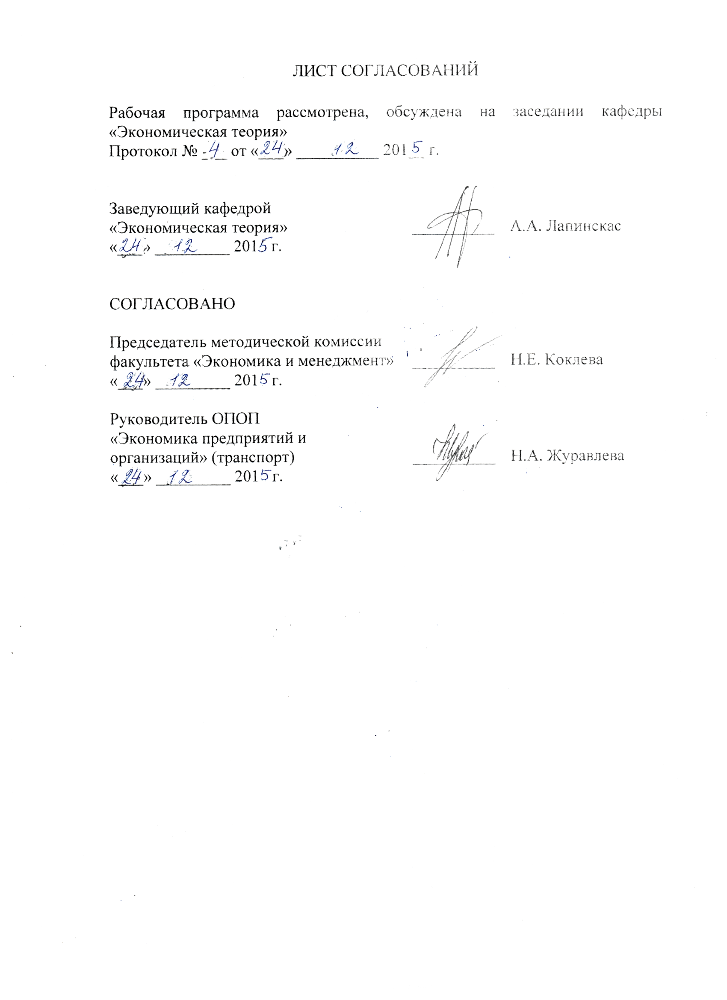 ЛИСТ СОГЛАСОВАНИЙ
Рабочая программа рассмотрена, обсуждена на заседании кафедры
«Экономическая теория»
Протокол № 4 от «24» 12 2015 г.
Заведующий кафедрой
«Экономическая теория» А.А. Лапинскас
«24» 12 2015 г.
СОГЛАСОВАНО
Председатель методической комиссии
факультета «Экономика и менеджмент» Н.Е. Коклева
«24» 12 2015 г.
Руководитель ОПОП
«Экономика предприятий и
организаций» (транспорт) Н.А. Журавлева
«24» 12 2015 г.